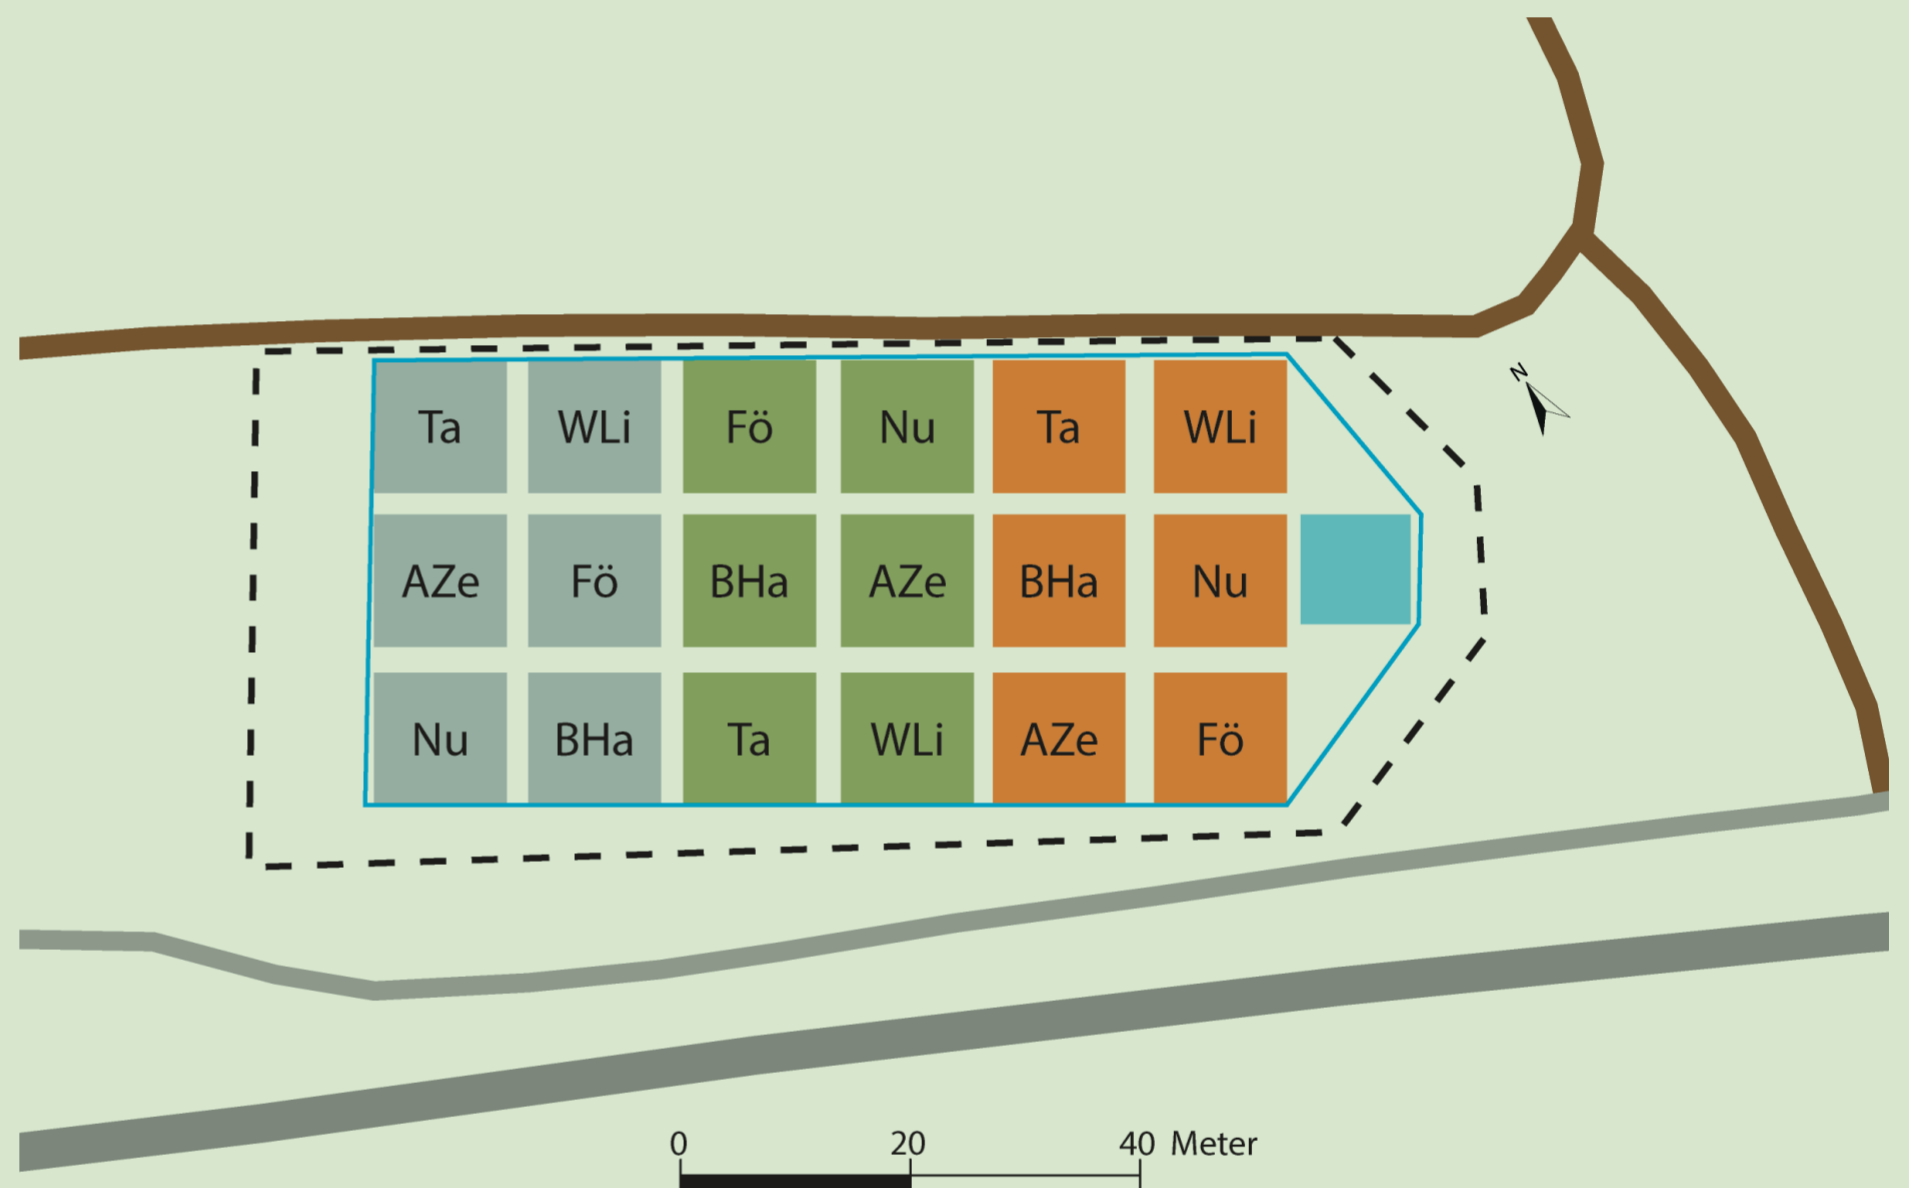 Ta WLi Fö Nu Ta WLi
N
AZe Fö BHa AZe BHa Nu
Nu BHa Ta WLi AZe Fö
0 20 40 Meter